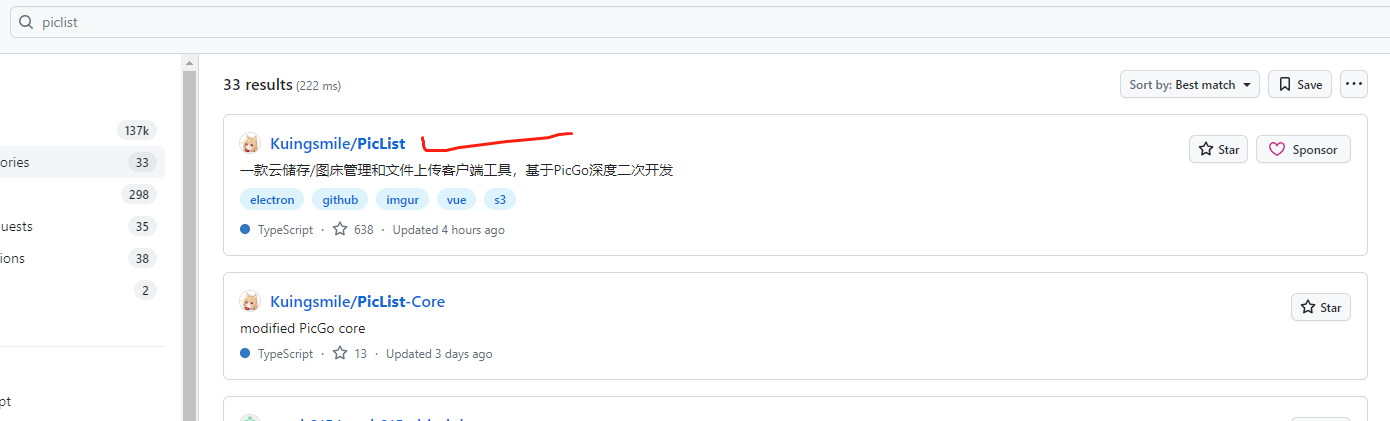 piclist
33 results (222 ms)
Sort by: Best match
Save
137k
ories 33
298
uests 35
ions 38
2
pt
Kuingsmile/PicList
Star
Sponsor
一款云储存/图床管理和文件上传客户端工具，基于PicGo深度二次开发
electron github imgur vue s3
TypeScript · 638 · Updated 4 hours ago
Kuingsmile/PicList-Core
Star
modified PicGo core
TypeScript · 13 · Updated 3 days ago